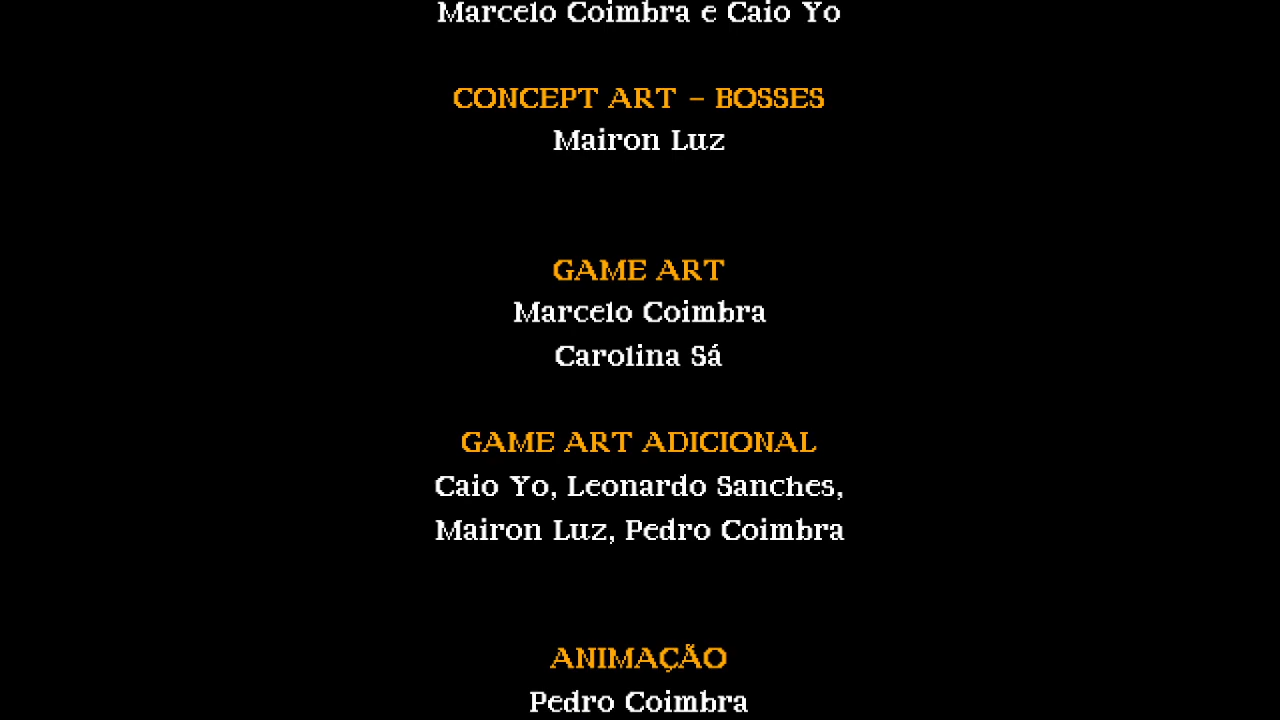 Marcelo Coimbra e Caio Yo
CONCEPT ART - BOSSES
Mairon Luz
GAME ART
Marcelo Coimbra
Carolina Sá
GAME ART ADICIONAL
Caio Yo, Leonardo Sanches,
Mairon Luz, Pedro Coimbra
ANIMAÇÃO
Pedro Coimbra